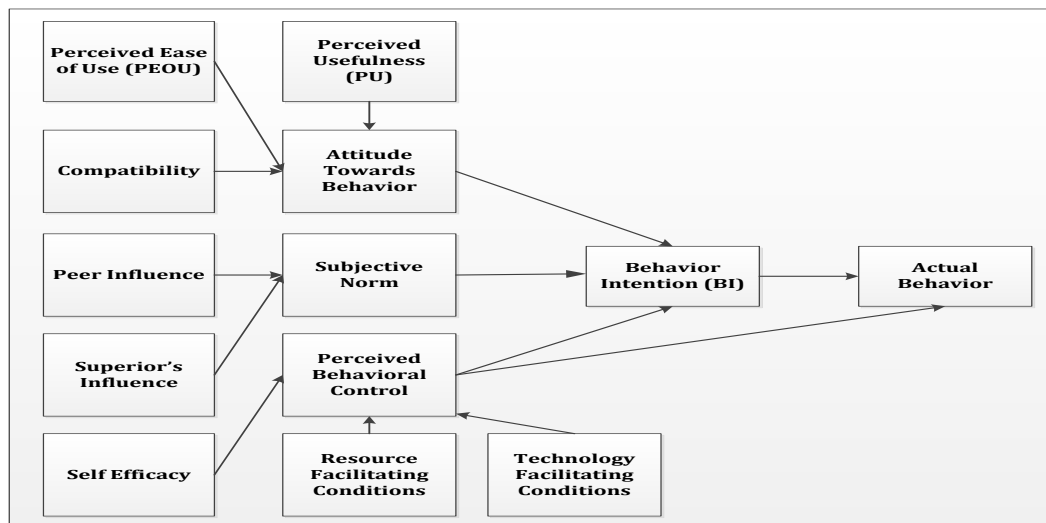 Perceived Ease
of Use (PEOU)
Perceived
Usefulness
(PU)
Compatibility
Attitude
Towards
Behavior
Peer Influence
Subjective
Norm
Behavior
Intention (BI)
Actual
Behavior
Superior's
Influence
Perceived
Behavioral
Control
Self Efficacy
Resource
Facilitating
Conditions
Technology
Facilitating
Conditions